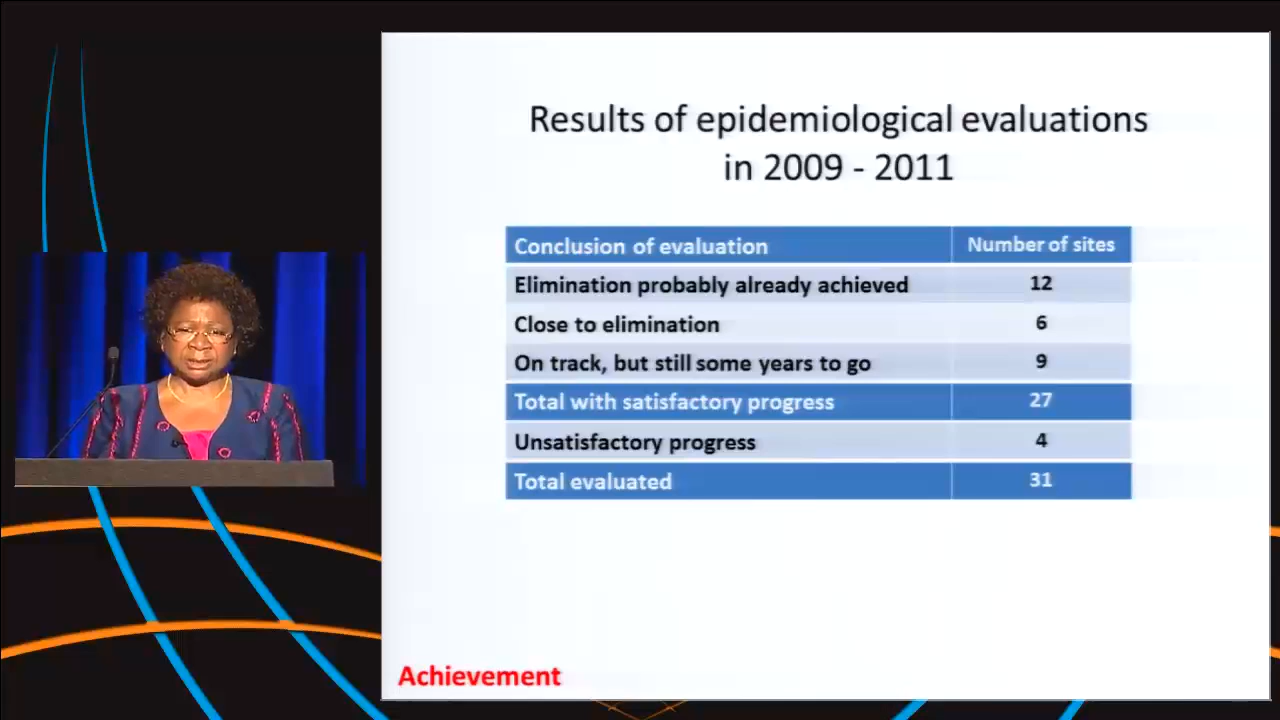 Results of epidemiological evaluations
in 2009 - 2011
Conclusion of evaluation Number of sites
Elimination probably already achieved 12
Close to elimination 6
On track, but still some years to go 9
Total with satisfactory progress 27
Unsatisfactory progress 4
Total evaluated 31
Achievement